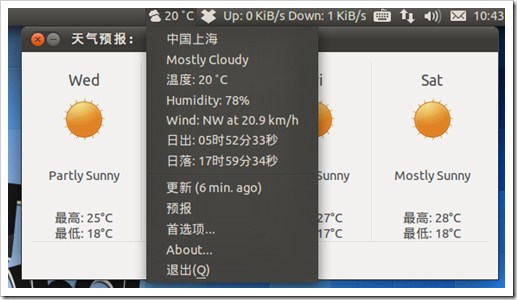 20 °C Up: 0 KiB/s Down: 1 KiB/s 10:43
天气预报:
中国上海
Mostly Cloudy
温度: 20 °C
Humidity: 78%
Wind: NW at 20.9 km/h
日出: 05时52分33秒
日落: 17时59分34秒
更新 (6 min. ago)
预报
首选项...
About...
退出(Q)
Wed
Partly Sunny
最高: 25°C
最低: 18°C
ri
27°C
17°C
Sat
Mostly Sunny
最高: 28°C
最低: 18°C